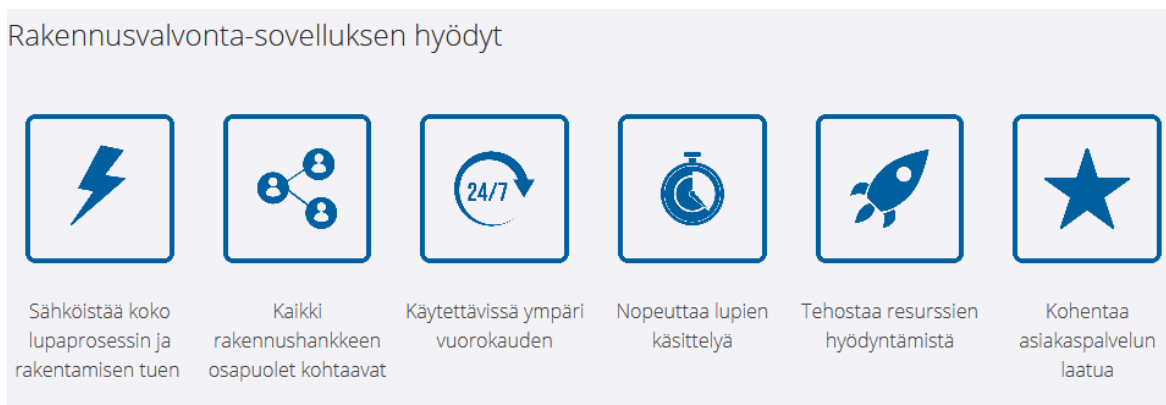 Rakennusvalvonta-sovelluksen hyödyt
24/7
Sähköistää koko
lupaprosessin ja
rakentamisen tuen
Kaikki
rakennushankkeen
osapuolet kohtaavat
Käytettävissä ympäri
vuorokauden
Nopeuttaa lupien
käsittelyä
Tehostaa resurssien
hyödyntämistä
Kohentaa
asiakaspalvelun
laatua